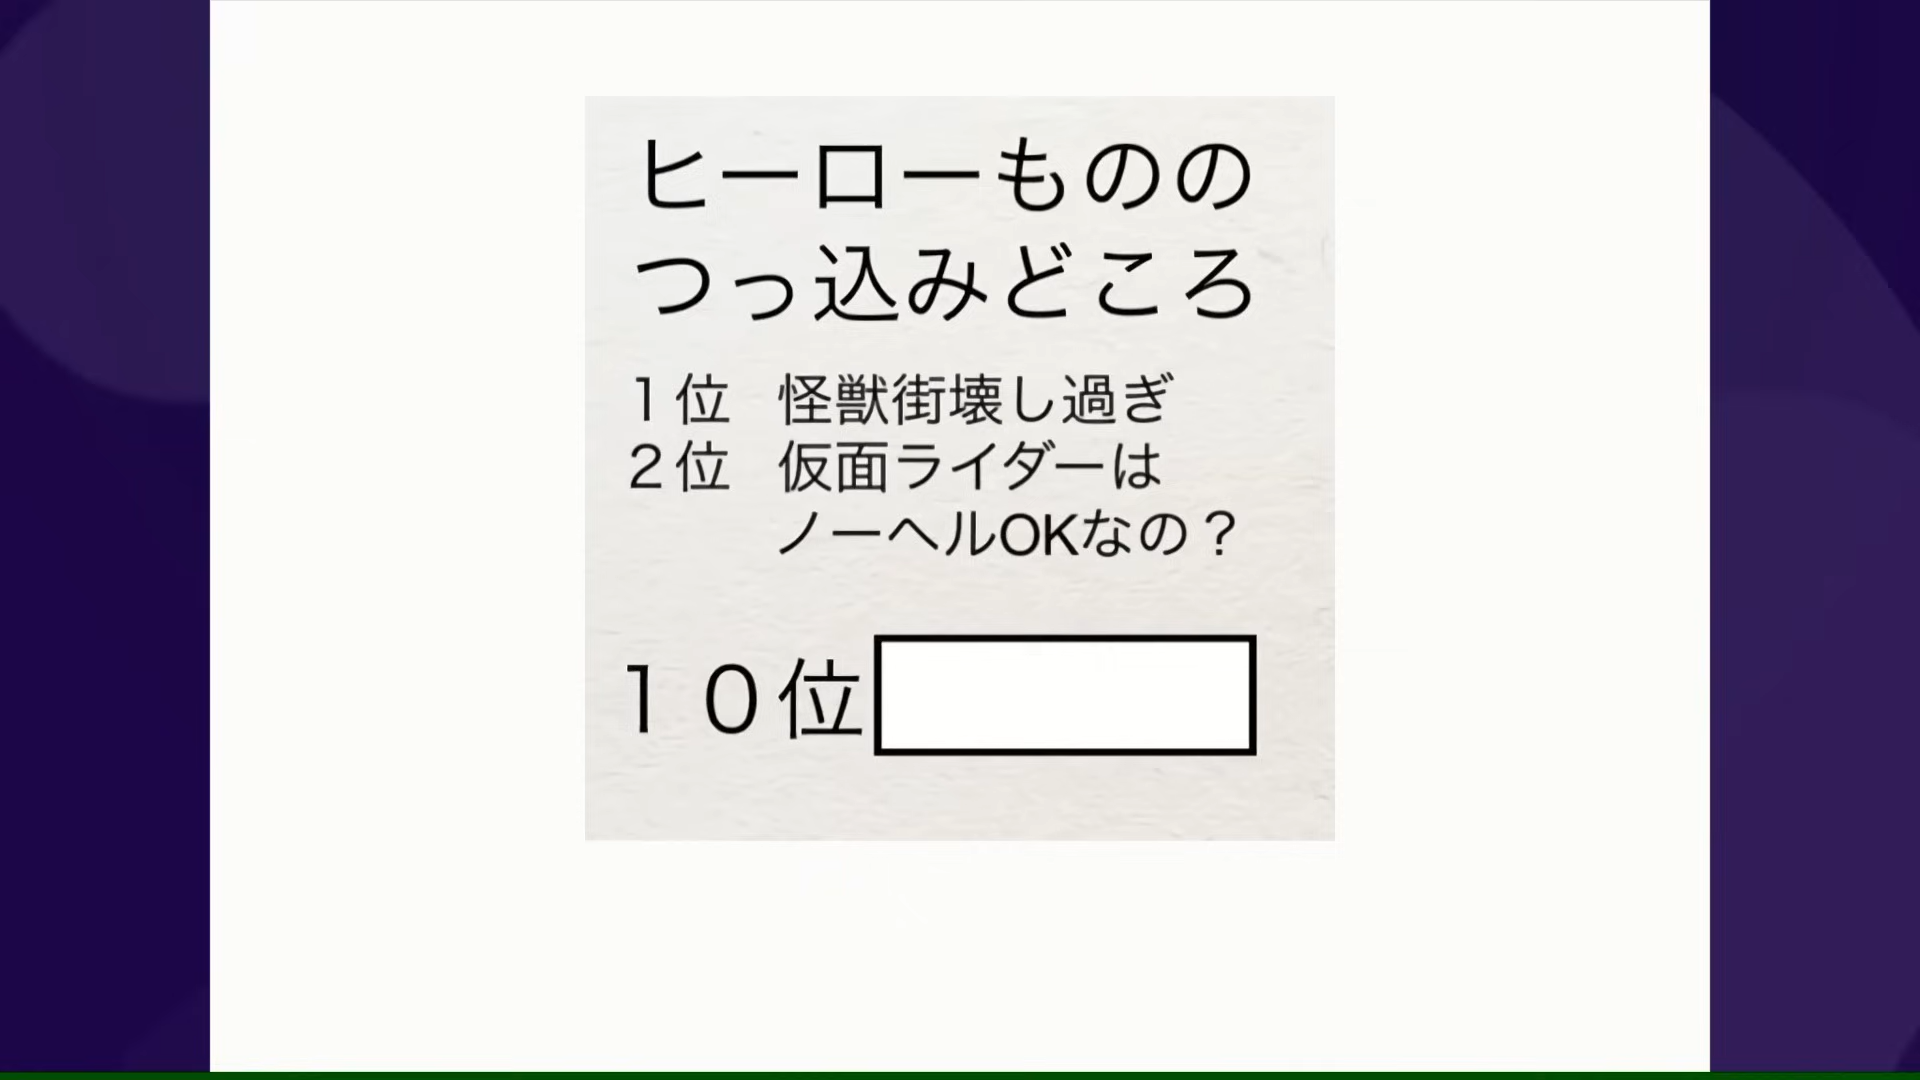 ヒーローものの
つっ込みどころ
１位　怪獣街壊し過ぎ
２位　仮面ライダーは
ノーヘルOKなの？
１０位